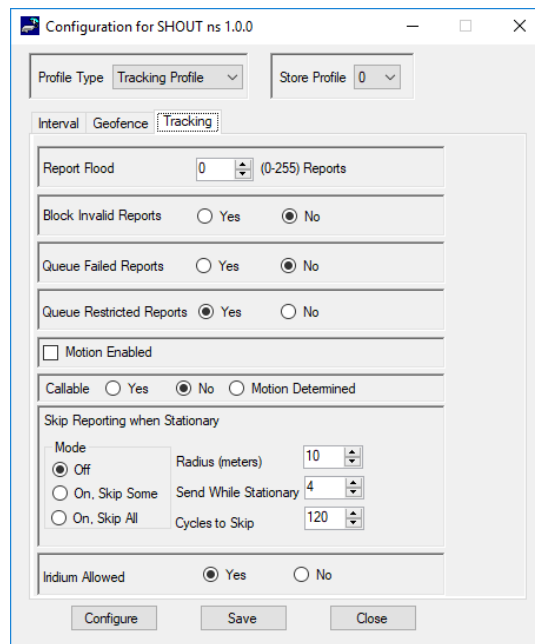 Configuration for SHOUT ns 1.0.0
Profile Type Tracking Profile Store Profile 0
Interval Geofence Tracking
Report Flood 0 (0-255) Reports
Block Invalid Reports Yes No
Queue Failed Reports Yes No
Queue Restricted Reports Yes No
Motion Enabled
Callable Yes No Motion Determined
Skip Reporting when Stationary
Mode
Off
On, Skip Some
On, Skip All
Radius (meters) 10
Send While Stationary 4
Cycles to Skip 120
Iridium Allowed Yes No
Configure Save Close